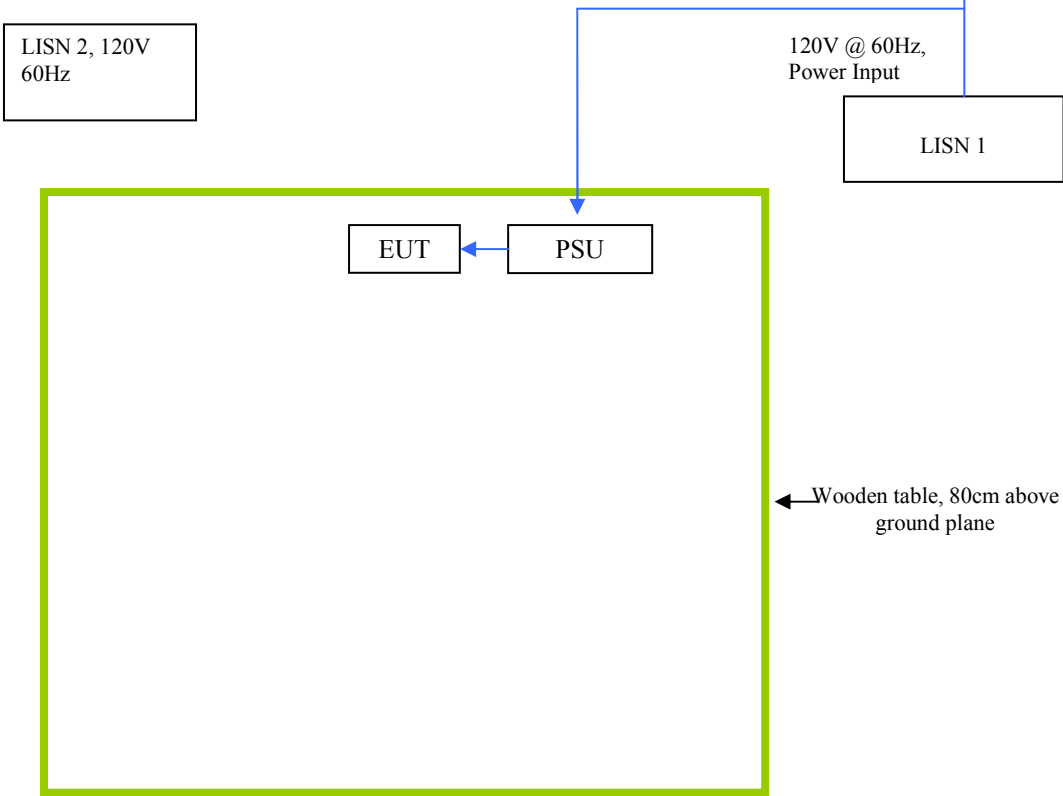 LISN 2, 120V
60Hz
120V @ 60Hz,
Power Input
LISN 1
EUT
PSU
Wooden table, 80cm above
ground plane